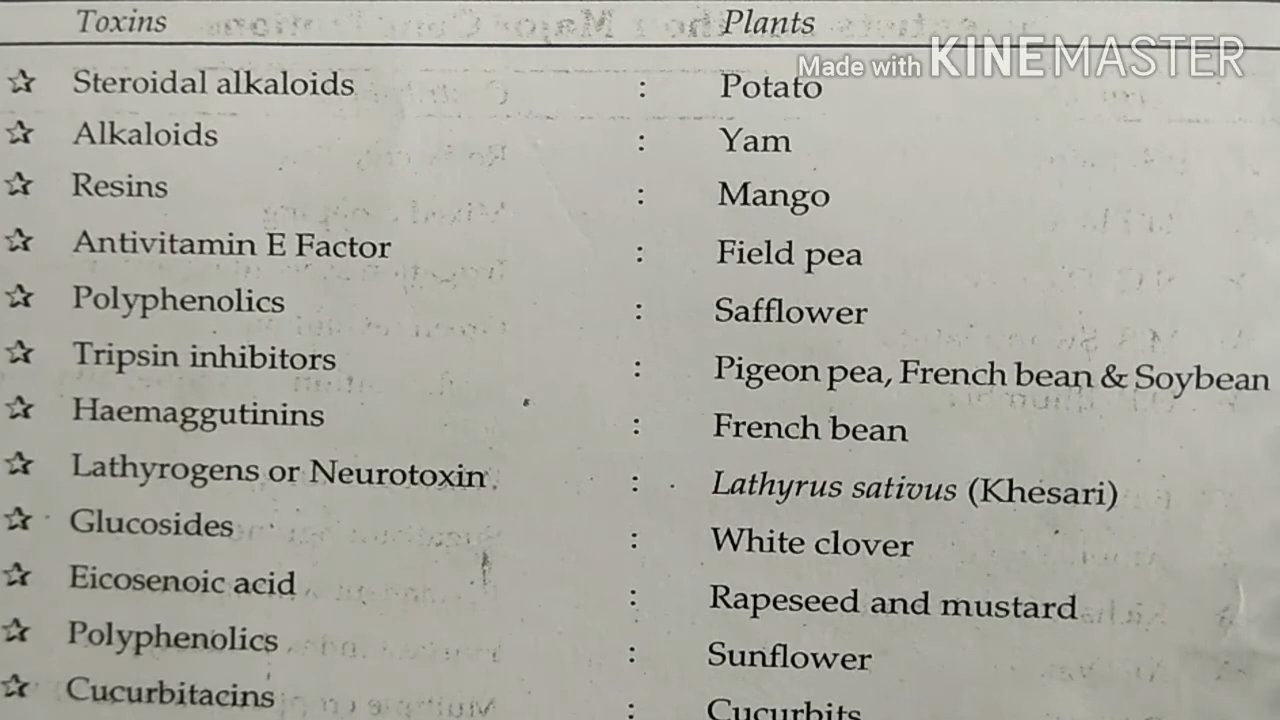 Toxins Plants
Made with KINEMASTER
☆ Steroidal alkaloids : Potato
☆ Alkaloids : Yam
☆ Resins : Mango
☆ Antivitamin E Factor : Field pea
☆ Polyphenolics : Safflower
☆ Tripsin inhibitors : Pigeon pea, French bean & Soybean
☆ Haemaggutinins : French bean
☆ Lathyrogens or Neurotoxin : Lathyrus sativus (Khesari)
☆ Glucosides : White clover
☆ Eicosenoic acid : Rapeseed and mustard
☆ Polyphenolics : Sunflower
☆ Cucurbitacins : Cucurbits